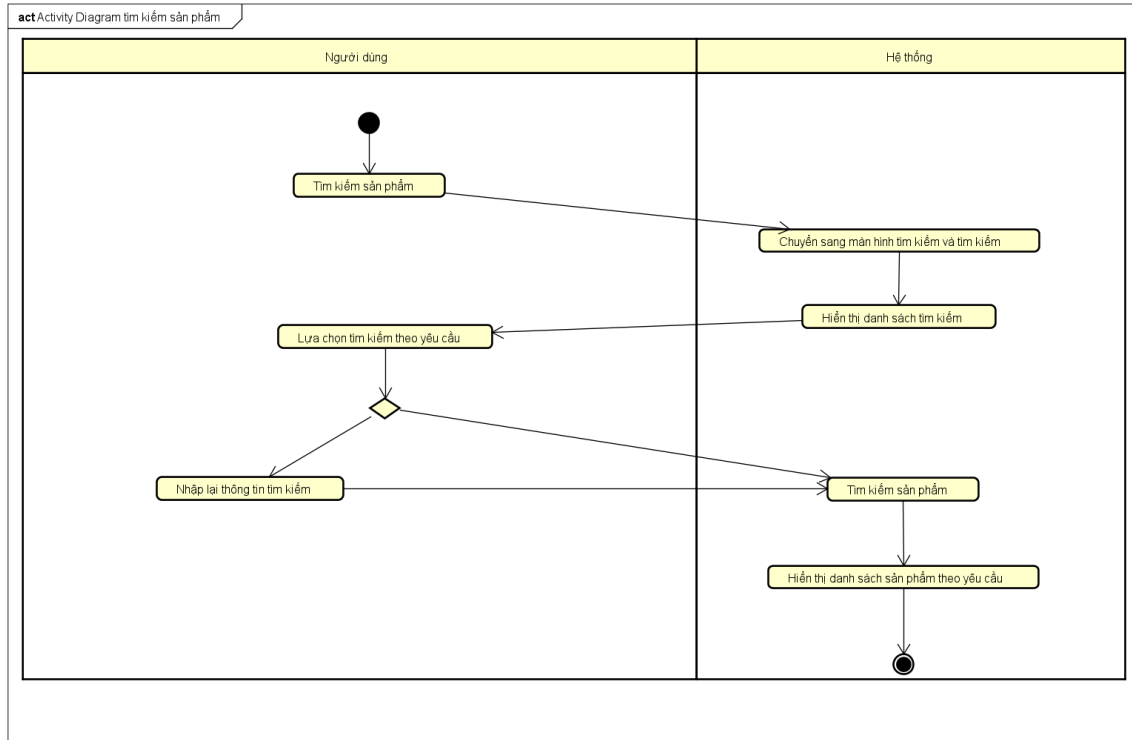 act Activity Diagram tìm kiếm sản phẩm
Người dùng
Hệ thống
Tìm kiếm sản phẩm
Chuyển sang màn hình tìm kiếm và tìm kiếm
Hiển thị danh sách tìm kiếm
Lựa chọn tìm kiếm theo yêu cầu
Nhập lại thông tin tìm kiếm
Tìm kiếm sản phẩm
Hiển thị danh sách sản phẩm theo yêu cầu